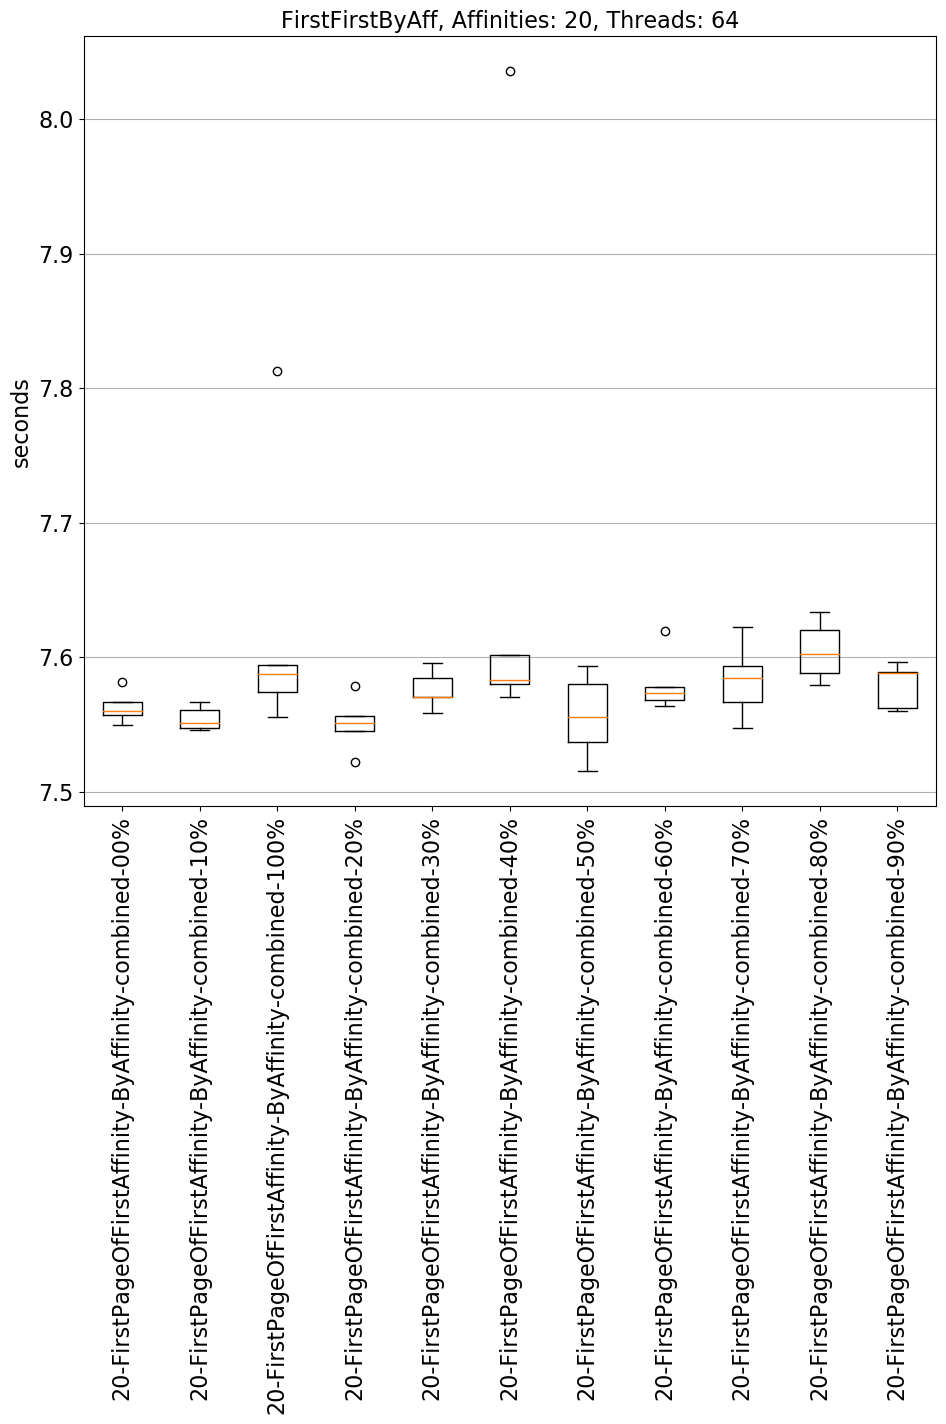 FirstFirstByAff, Affinities: 20, Threads: 64
seconds
8.0
7.9
7.8
7.7
7.6
7.5
20-FirstPageOfFirstAffinity-ByAffinity-combined-00%
20-FirstPageOfFirstAffinity-ByAffinity-combined-10%
20-FirstPageOfFirstAffinity-ByAffinity-combined-100%
20-FirstPageOfFirstAffinity-ByAffinity-combined-20%
20-FirstPageOfFirstAffinity-ByAffinity-combined-30%
20-FirstPageOfFirstAffinity-ByAffinity-combined-40%
20-FirstPageOfFirstAffinity-ByAffinity-combined-50%
20-FirstPageOfFirstAffinity-ByAffinity-combined-60%
20-FirstPageOfFirstAffinity-ByAffinity-combined-70%
20-FirstPageOfFirstAffinity-ByAffinity-combined-80%
20-FirstPageOfFirstAffinity-ByAffinity-combined-90%